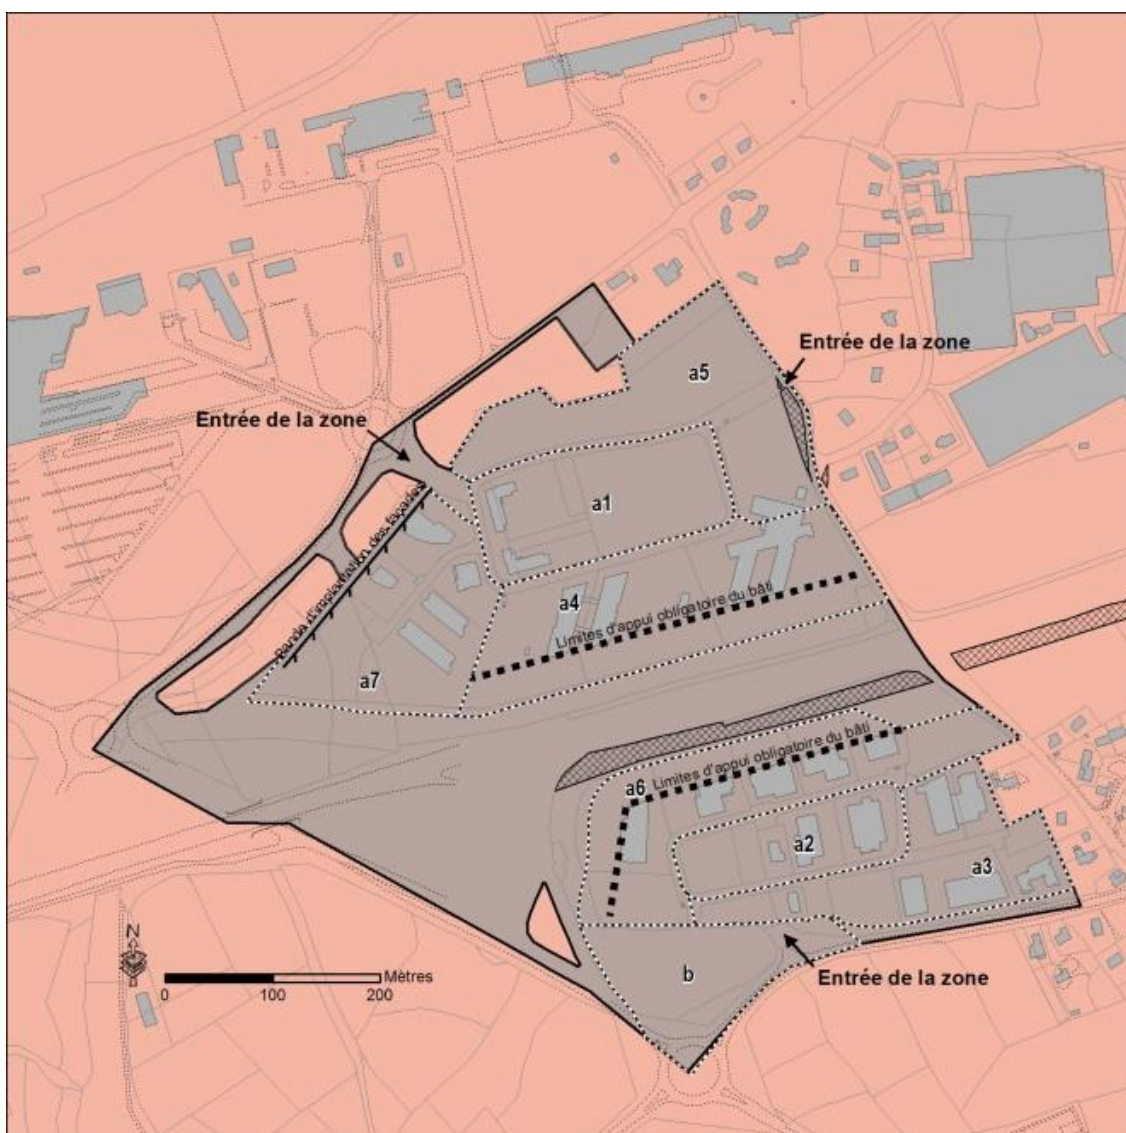 a5
Entrée de la zone
Entrée de la zone
a1
Bande d'implantation des façades
a4
Limites d'appui obligatoire du bâti
a7
a6
Limites d'appui obligatoire du bâti
a2
a3
N
Mètres
0 100 200
b
Entrée de la zone